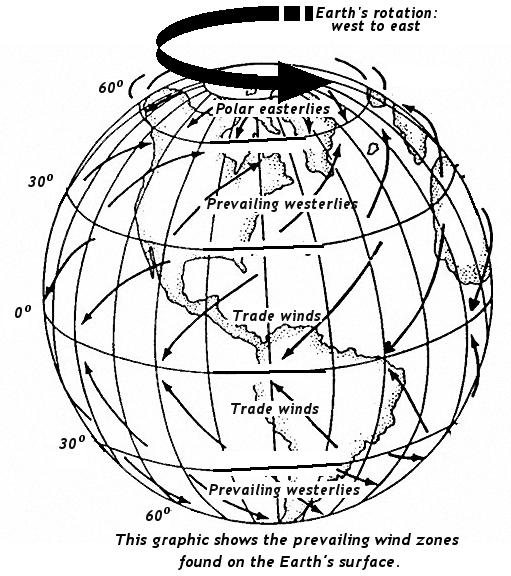 Earth's rotation:
west to east
60°
Polar easterlies
30°
Prevailing westerlies
0°
Trade winds
Trade winds
30°
Prevailing westerlies
60°
This graphic shows the prevailing wind zones
found on the Earth's surface.